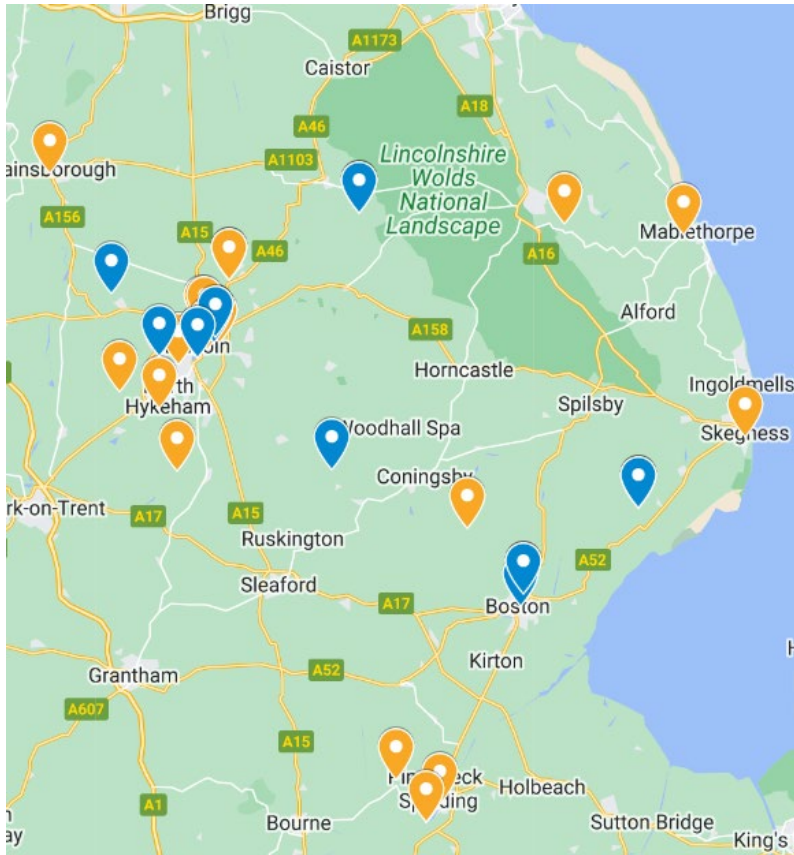 Brigg
A1173
Caistor
A18
A46
A1103
Lincolnshire
Wolds
National
Landscape
ainsborough
A156
A15
A46
A16
Mablethorpe
Alford
A158
Horncastle
Ingoldmells
Hykeham
Spilsby
Skegness
Woodhall Spa
Coningsby
rk-on-Trent
A17
A15
Ruskington
A52
Sleaford
A17
Boston
Kirton
Grantham
A52
A607
A15
A1
Holbeach
Bourne
Sutton Bridge
King's
ay